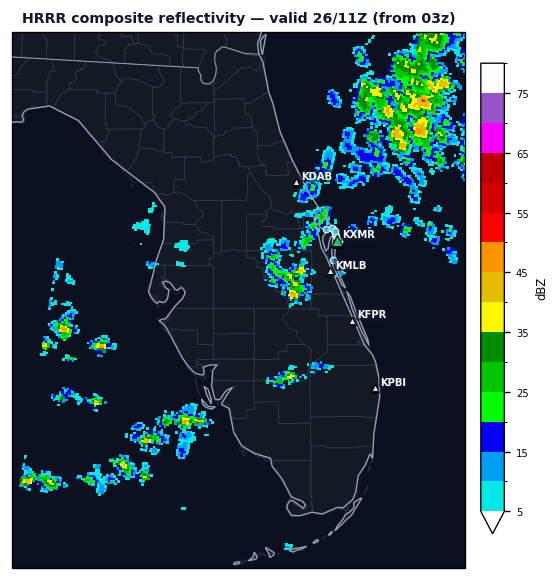 HRRR composite reflectivity — valid 26/11Z (from 03z)
KDAB
KXMR
KMLB
KFPR
KPBI
75
65
55
45
35
25
15
5
dBZ